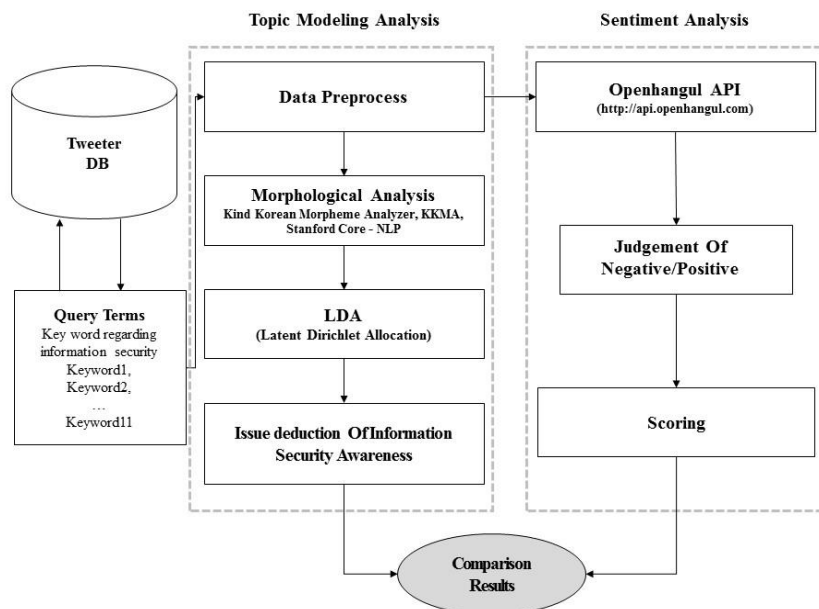 Topic Modeling Analysis
Sentiment Analysis
Tweeter
DB
Query Terms
Key word regarding
information security
Keyword1,
Keyword2,
…
Keyword11
Data Preprocess
Morphological Analysis
Kind Korean Morpheme Analyzer, KKMA,
Stanford Core - NLP
LDA
(Latent Dirichlet Allocation)
Issue deduction Of Information
Security Awareness
Openhangul API
(http://api.openhangul.com)
Judgement Of
Negative/Positive
Scoring
Comparison
Results